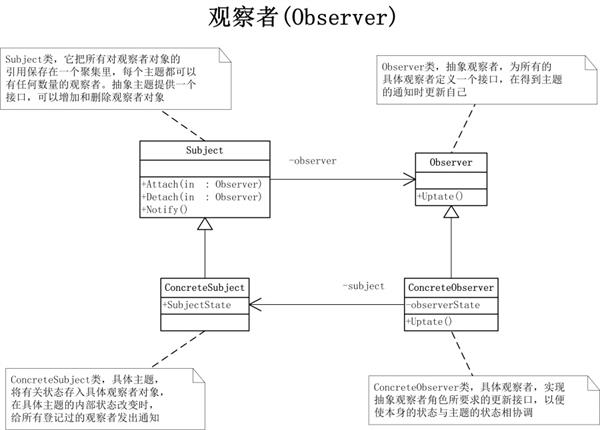 观察者(Observer)
Subject类，它把所有对观察者对象的
引用保存在一个聚集里，每个主题都可以
有任何数量的观察者。抽象主题提供一个
接口，可以增加和删除观察者对象
Observer类，抽象观察者，为所有的
具体观察者定义一个接口，在得到主题
的通知时更新自己
Subject
+Attach(in : Observer)
+Detach(in : Observer)
+Notify()
-observer
Observer
+Uptate()
ConcreteSubject
+SubjectState
-subject
ConcreteObserver
-observerState
+Uptate()
ConcreteSubject类，具体主题，
将有关状态存入具体观察者对象，
在具体主题的内部状态改变时，
给所有登记过的观察者发出通知
ConcreteObserver类，具体观察者，实现
抽象观察者角色所要求的更新接口，以便
使本身的状态与主题的状态相协调